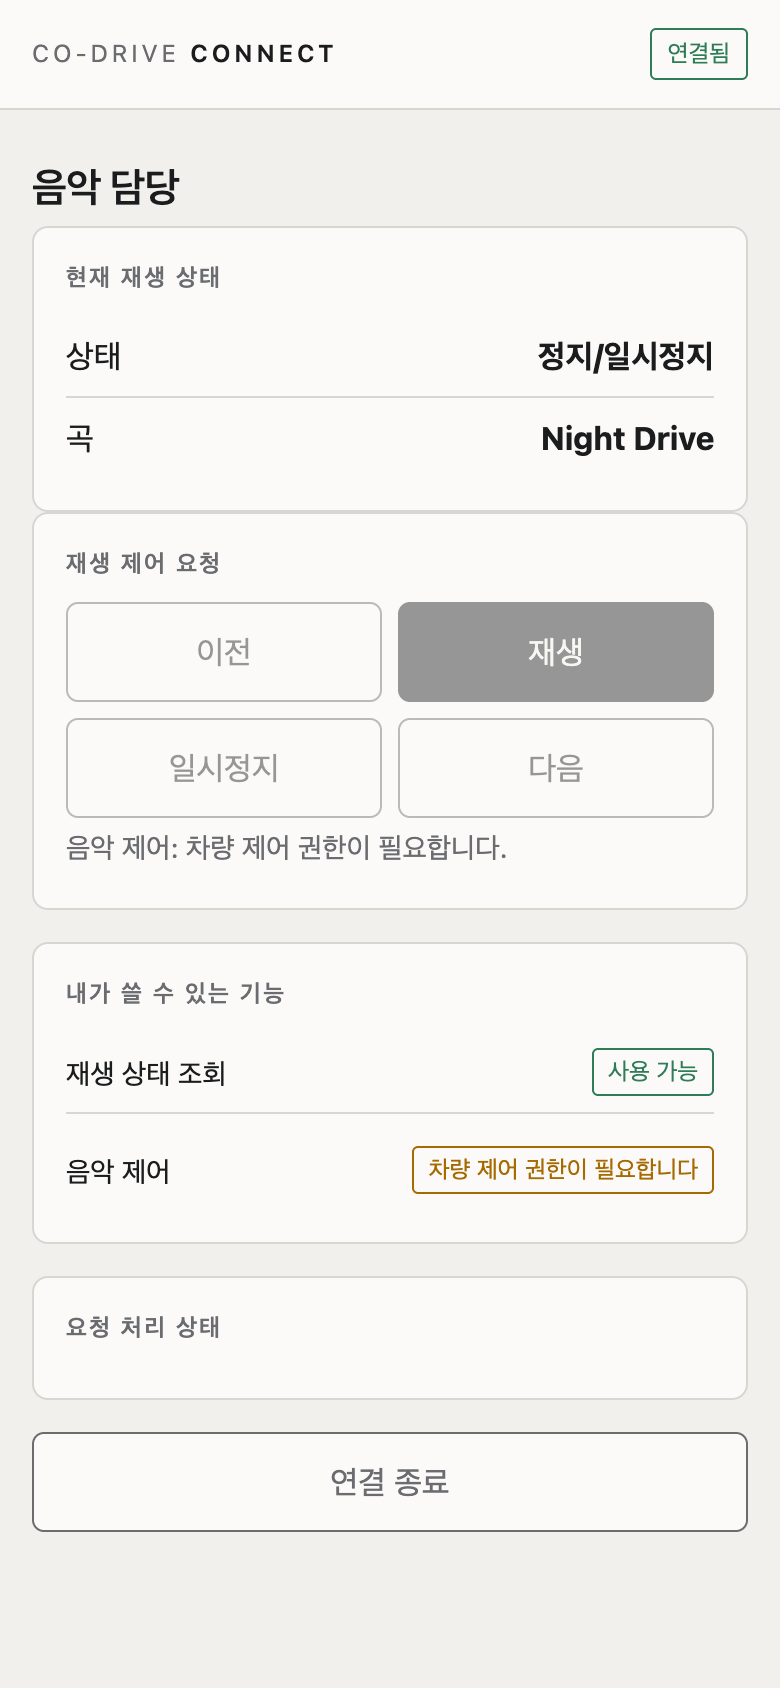 CO-DRIVE CONNECT
연결됨
음악 담당
현재 재생 상태
상태 정지/일시정지
곡 Night Drive
재생 제어 요청
이전 재생
일시정지 다음
음악 제어: 차량 제어 권한이 필요합니다.
내가 쓸 수 있는 기능
재생 상태 조회 사용 가능
음악 제어 차량 제어 권한이 필요합니다
요청 처리 상태
연결 종료